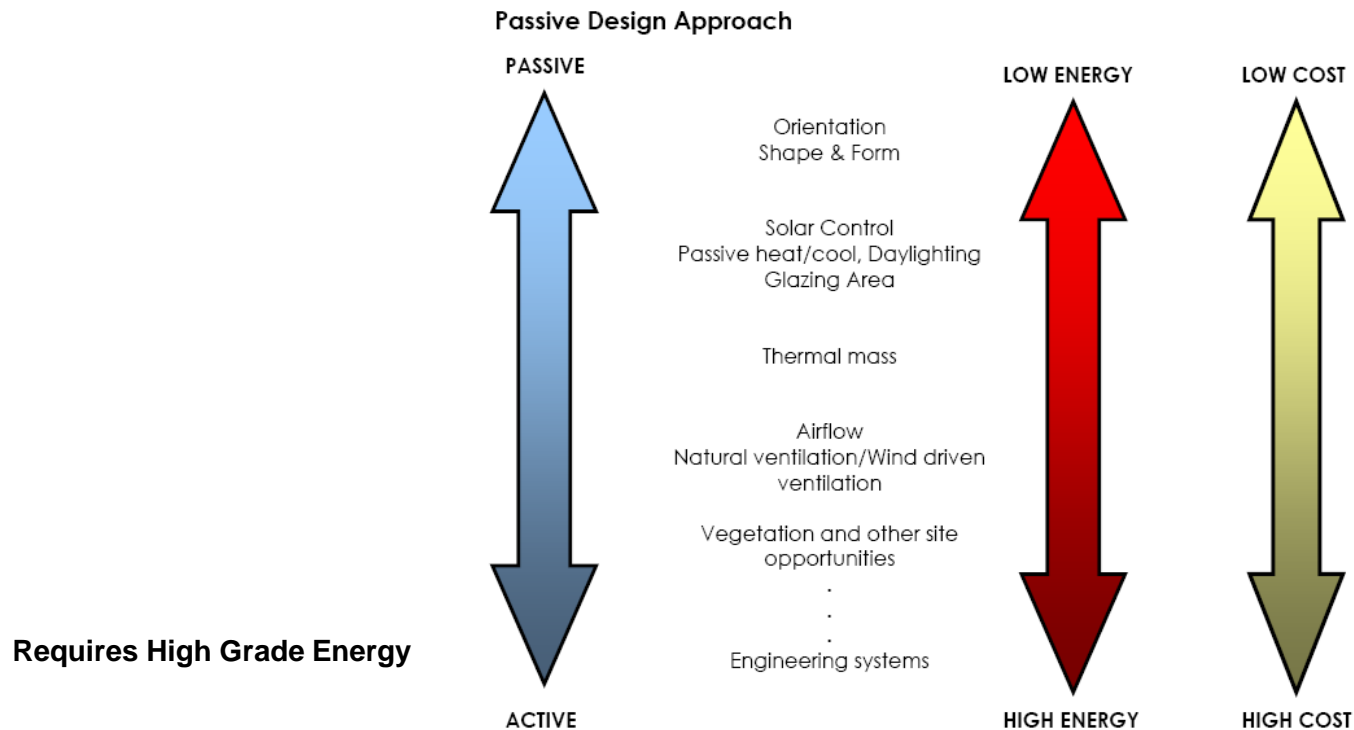 Passive Design Approach
PASSIVE
LOW ENERGY
LOW COST
Orientation
Shape & Form
Solar Control
Passive heat/cool, Daylighting
Glazing Area
Thermal mass
Airflow
Natural ventilation/Wind driven
ventilation
Vegetation and other site
opportunities
.
.
.
Requires High Grade Energy
Engineering systems
ACTIVE
HIGH ENERGY
HIGH COST